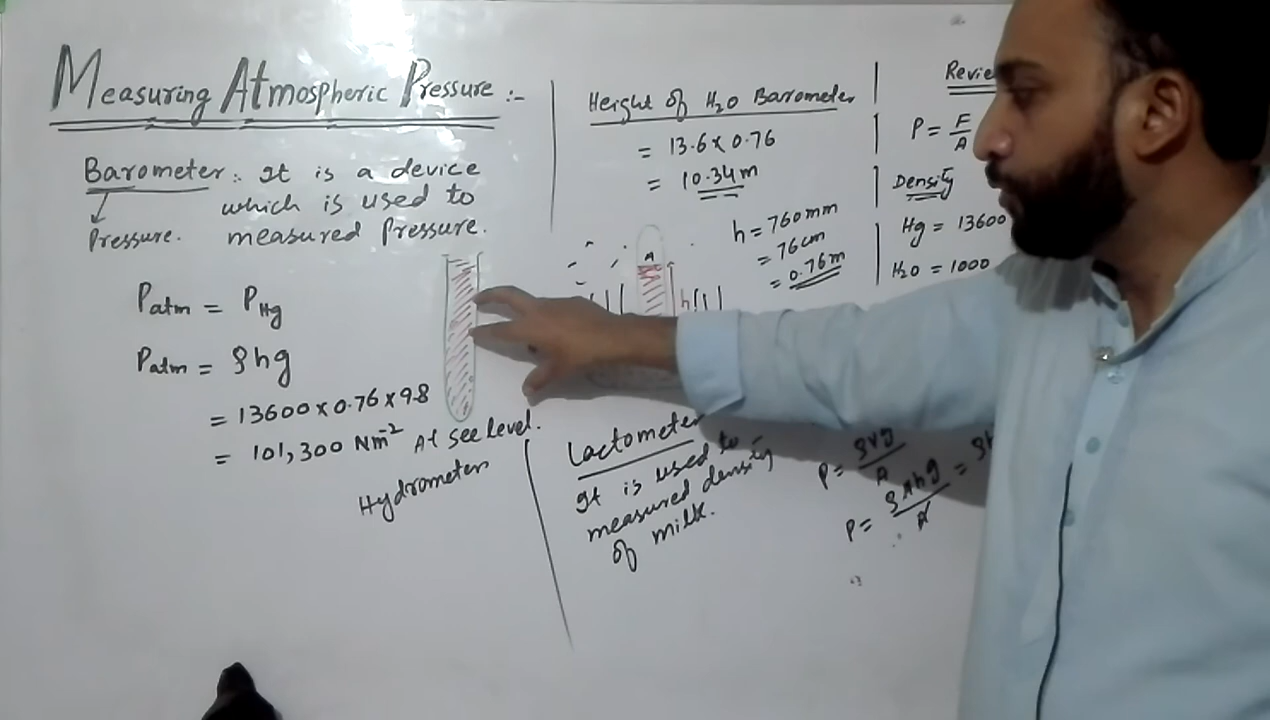 Measuring Atmospheric Pressure :-
Barometer :. It is a device
which is used to
Pressure. measured Pressure.
Patm = PHg
Patm = ρhg
= 13600 x 0.76 x 9.8
= 101,300 Nm⁻² At see level.
Hydrometer
Height of H₂O Barometer
= 13.6 x 0.76
= 10.34m
h = 760mm
= 76cm
= 0.76m
A
h
Lactometer
It is used to
measured density
of milk.
P = F/A
Density
Hg = 13600
H₂O = 1000
P = ρVg/A
P = ρAhg/A = ρh